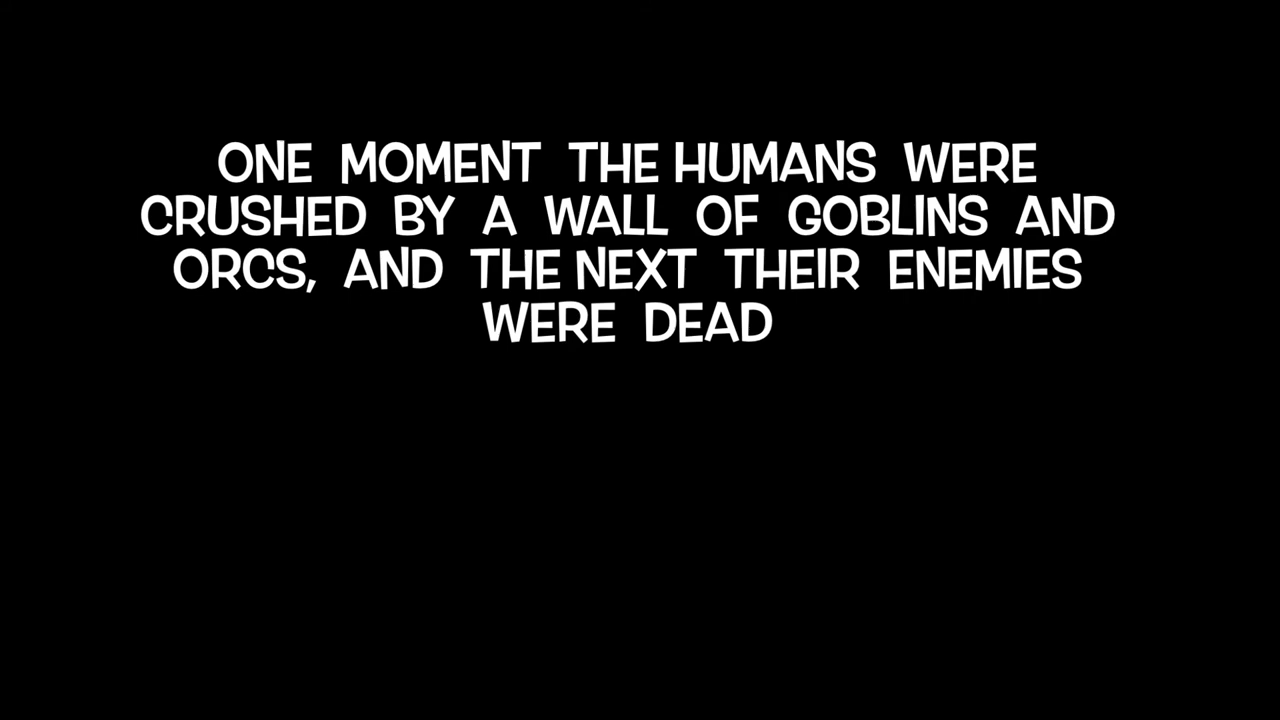 ONE MOMENT THE HUMANS WERE
CRUSHED BY A WALL OF GOBLINS AND
ORCS, AND THE NEXT THEIR ENEMIES
WERE DEAD